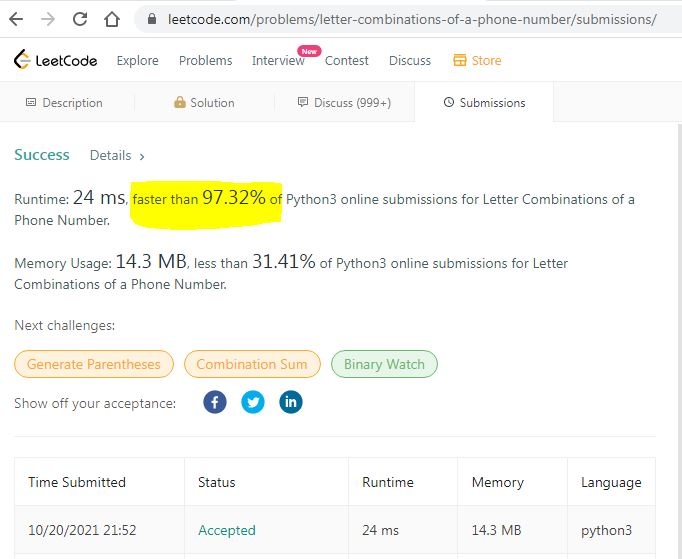 leetcode.com/problems/letter-combinations-of-a-phone-number/submissions/
LeetCode Explore Problems Interview New Contest Discuss Store
Description Solution Discuss (999+) Submissions
Success Details >
Runtime: 24 ms, faster than 97.32% of Python3 online submissions for Letter Combinations of a
Phone Number.
Memory Usage: 14.3 MB, less than 31.41% of Python3 online submissions for Letter
Combinations of a Phone Number.
Next challenges:
Generate Parentheses Combination Sum Binary Watch
Show off your acceptance: f in
Time Submitted Status Runtime Memory Language
10/20/2021 21:52 Accepted 24 ms 14.3 MB python3